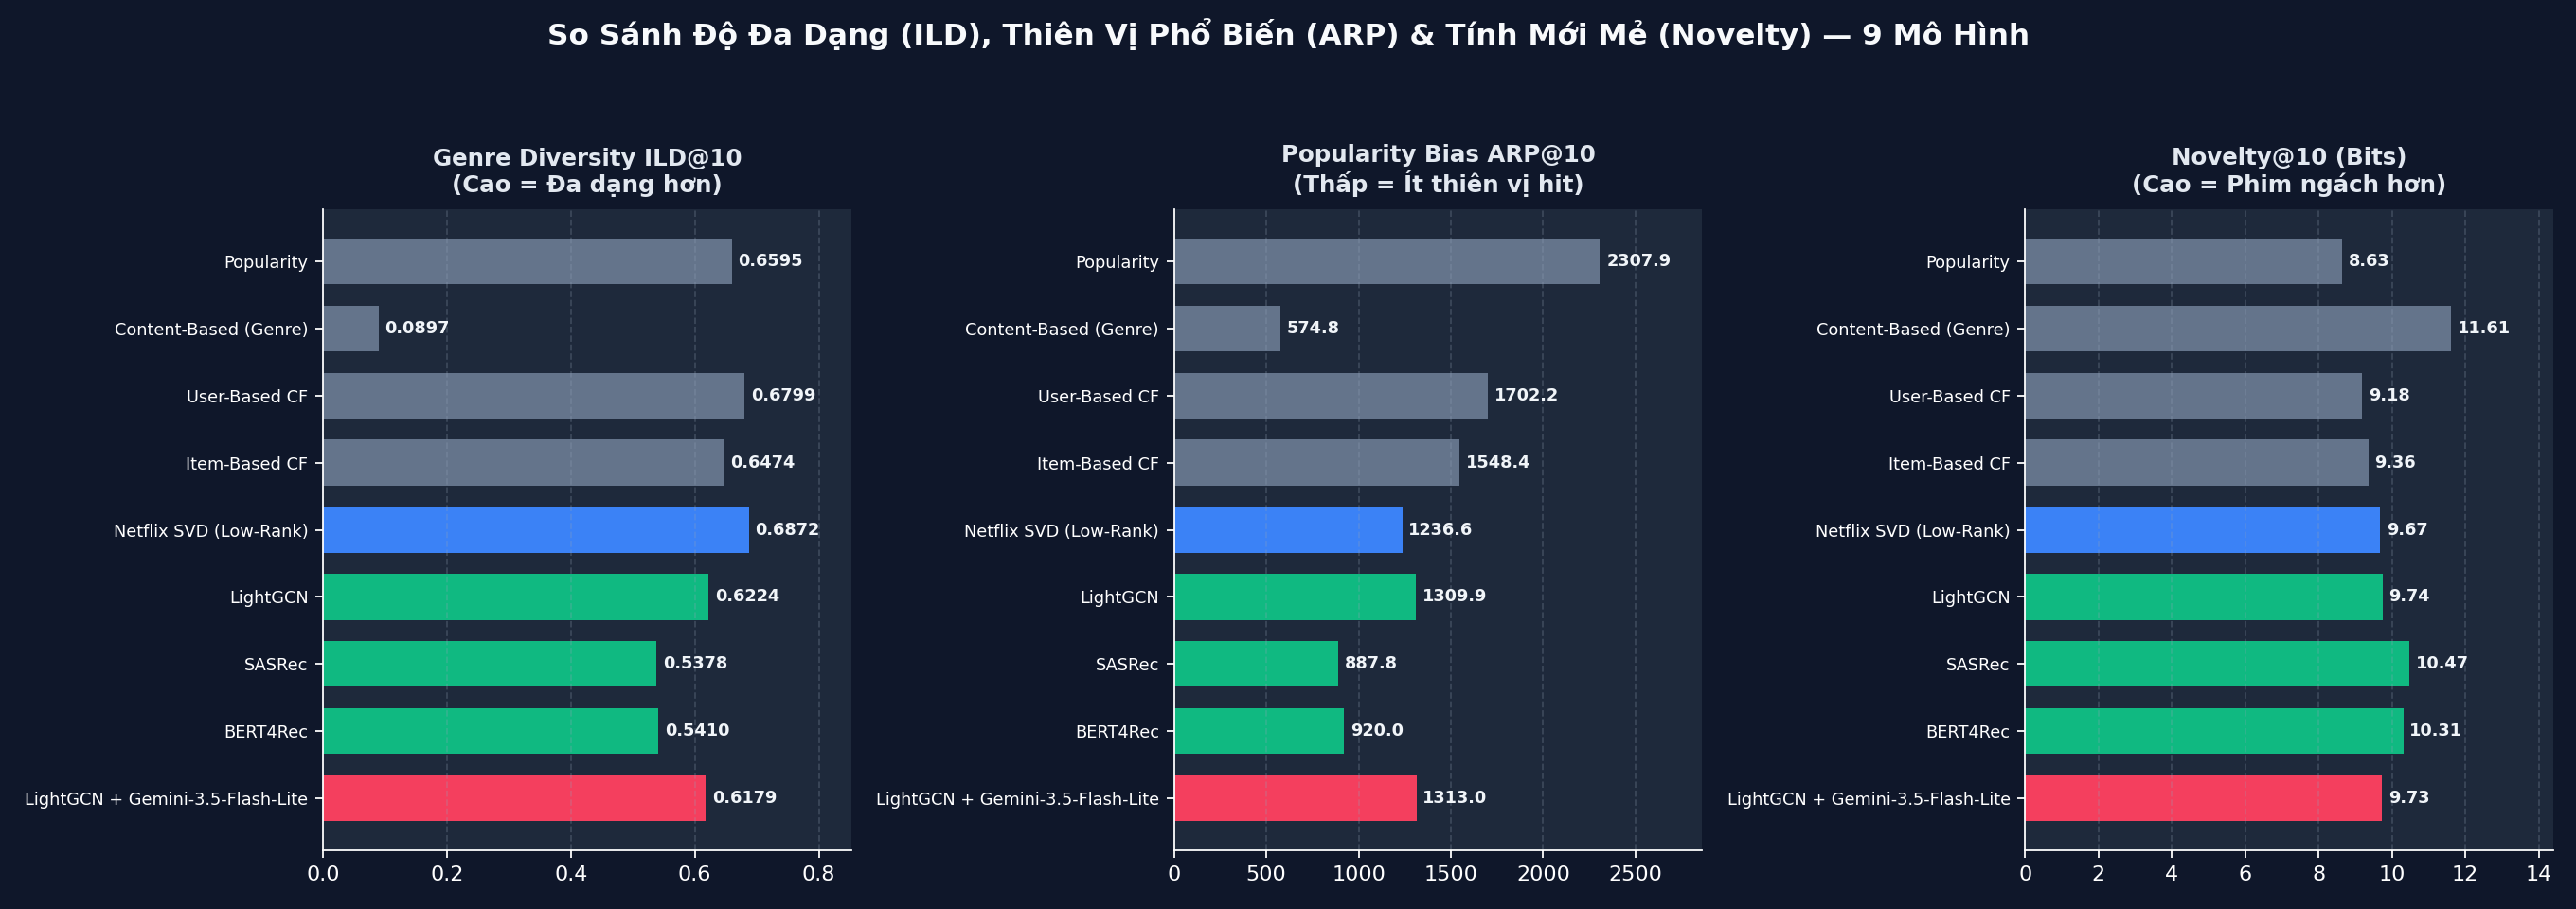 So Sánh Độ Đa Dạng (ILD), Thiên Vị Phổ Biến (ARP) & Tính Mới Mẻ (Novelty) — 9 Mô Hình
Genre Diversity ILD@10
(Cao = Đa dạng hơn)
Popularity
0.6595
Content-Based (Genre)
0.0897
User-Based CF
0.6799
Item-Based CF
0.6474
Netflix SVD (Low-Rank)
0.6872
LightGCN
0.6224
SASRec
0.5378
BERT4Rec
0.5410
LightGCN + Gemini-3.5-Flash-Lite
0.6179
0.0 0.2 0.4 0.6 0.8
Popularity Bias ARP@10
(Thấp = Ít thiên vị hit)
Popularity
2307.9
Content-Based (Genre)
574.8
User-Based CF
1702.2
Item-Based CF
1548.4
Netflix SVD (Low-Rank)
1236.6
LightGCN
1309.9
SASRec
887.8
BERT4Rec
920.0
LightGCN + Gemini-3.5-Flash-Lite
1313.0
0 500 1000 1500 2000 2500
Novelty@10 (Bits)
(Cao = Phim ngách hơn)
Popularity
8.63
Content-Based (Genre)
11.61
User-Based CF
9.18
Item-Based CF
9.36
Netflix SVD (Low-Rank)
9.67
LightGCN
9.74
SASRec
10.47
BERT4Rec
10.31
LightGCN + Gemini-3.5-Flash-Lite
9.73
0 2 4 6 8 10 12 14